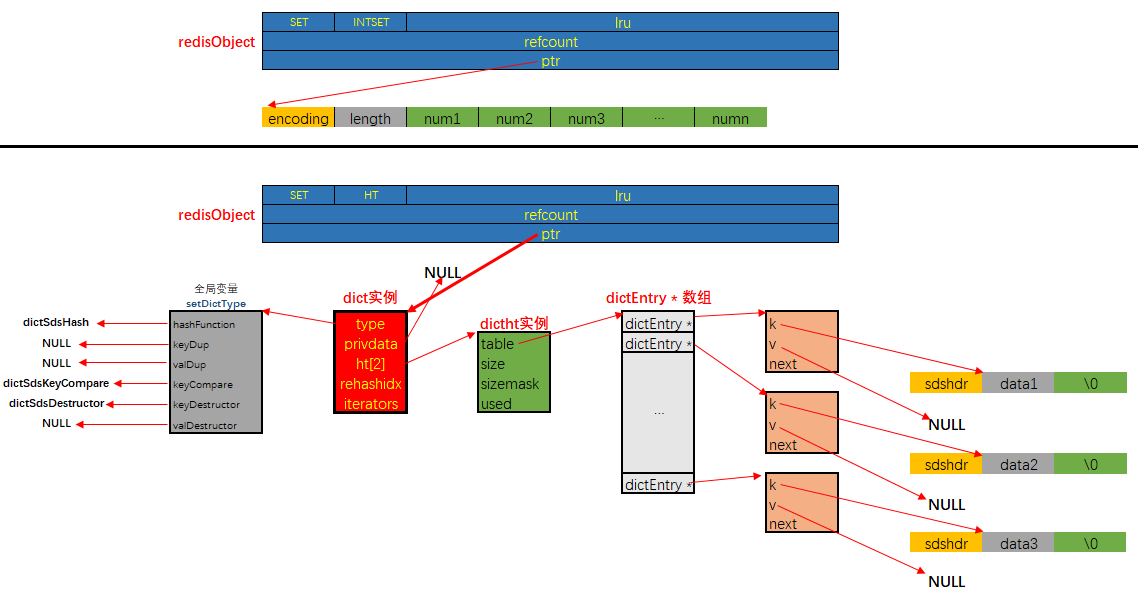 SET INTSET lru
redisObject refcount
ptr
encoding length num1 num2 num3 ... numn
SET HT lru
redisObject refcount
ptr
NULL
全局变量
setDictType
dict实例
dictEntry * 数组
dictht实例
dictSdsHash hashFunction
NULL keyDup
NULL valDup
dictSdsKeyCompare keyCompare
dictSdsDestructor keyDestructor
NULL valDestructor
type
privdata
ht[2]
rehashidx
iterators
table
size
sizemask
used
dictEntry *
dictEntry *
...
dictEntry *
k
v
next
sdshdr data1 \0
NULL
k
v
next
sdshdr data2 \0
NULL
k
v
next
sdshdr data3 \0
NULL